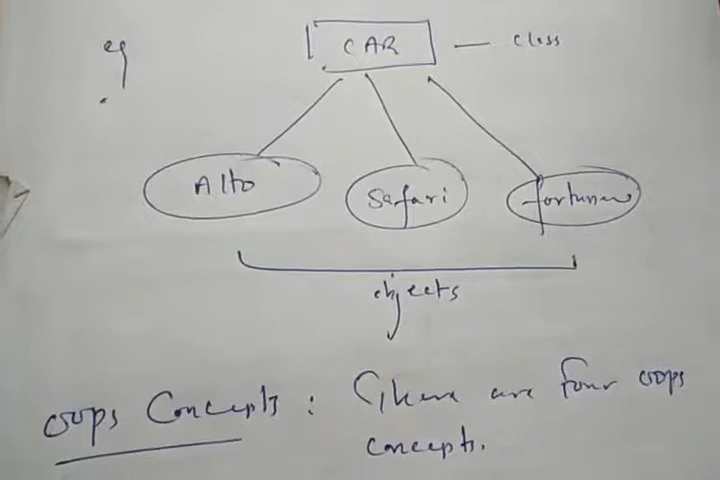 eg
CAR — Class
Alto Safari fortuner
objects
OOPS Concepts : There are four OOPS
concepts.